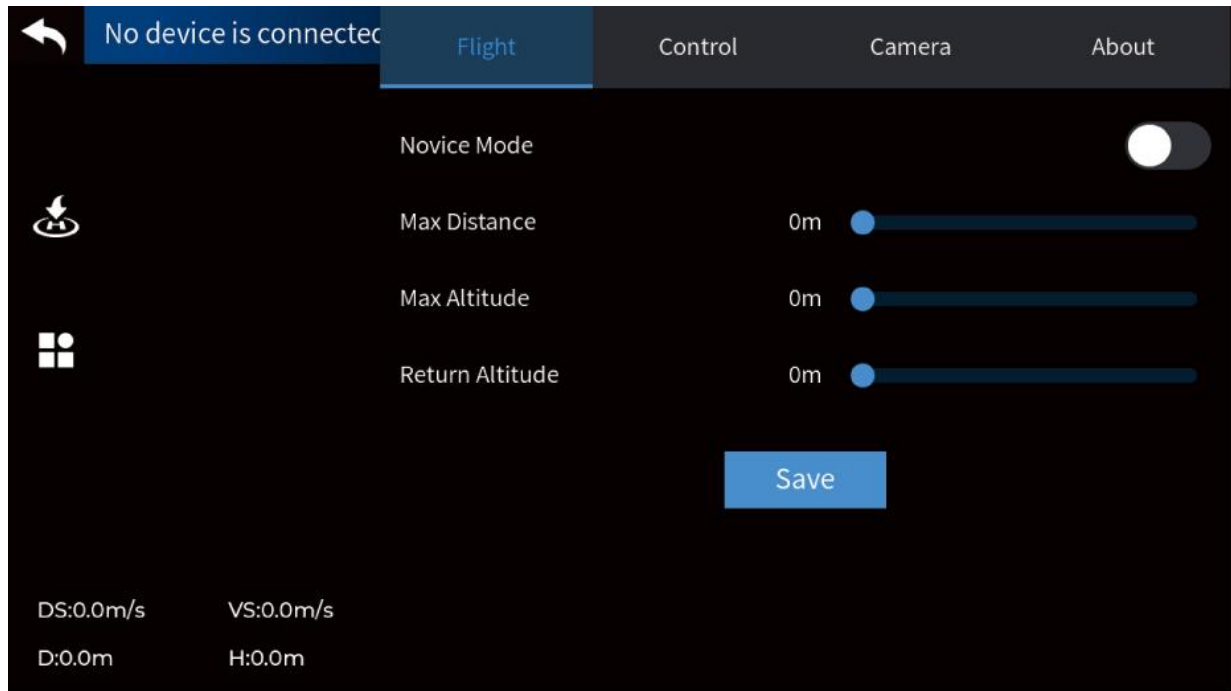 No device is connected
Flight
Control
Camera
About
Novice Mode
Max Distance 0m
Max Altitude 0m
Return Altitude 0m
Save
DS:0.0m/s VS:0.0m/s
D:0.0m H:0.0m